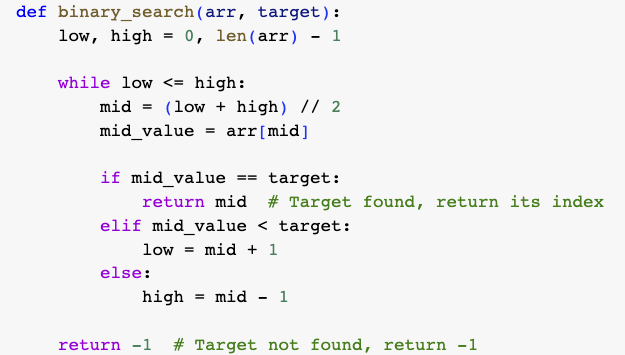 def binary_search(arr, target):
    low, high = 0, len(arr) - 1

    while low <= high:
        mid = (low + high) // 2
        mid_value = arr[mid]

        if mid_value == target:
            return mid  # Target found, return its index
        elif mid_value < target:
            low = mid + 1
        else:
            high = mid - 1

    return -1  # Target not found, return -1